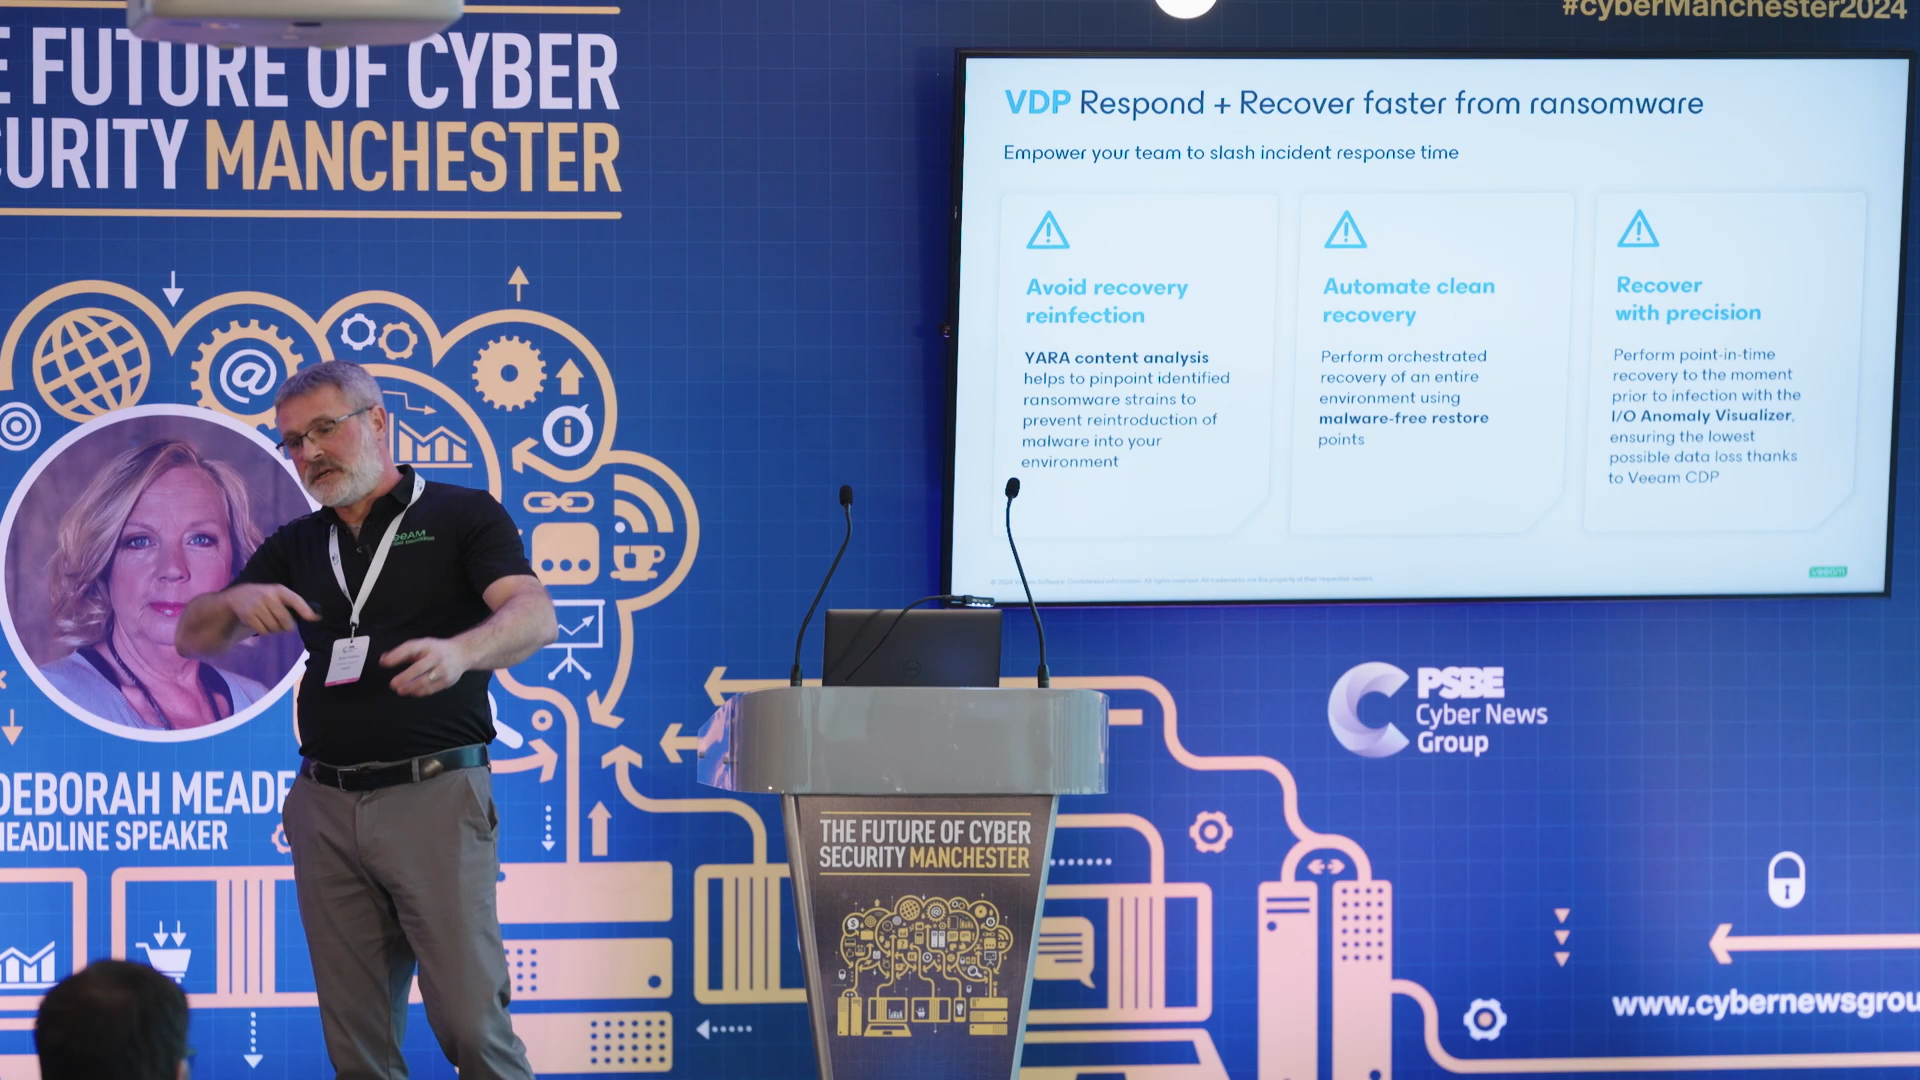 E FUTURE OF CYBER
CURITY MANCHESTER
#cyberManchester2024
VDP Respond + Recover faster from ransomware
Empower your team to slash incident response time
Avoid recovery
reinfection
YARA content analysis
helps to pinpoint identified
ransomware strains to
prevent reintroduction of
malware into your
environment
Automate clean
recovery
Perform orchestrated
recovery of an entire
environment using
malware-free restore
points
Recover
with precision
Perform point-in-time
recovery to the moment
prior to infection with the
I/O Anomaly Visualizer,
ensuring the lowest
possible data loss thanks
to Veeam CDP
veeam
eeAM
DEBORAH MEADE
HEADLINE SPEAKER
PSBE
Cyber News
Group
THE FUTURE OF CYBER
SECURITY MANCHESTER
www.cybernewsgrou